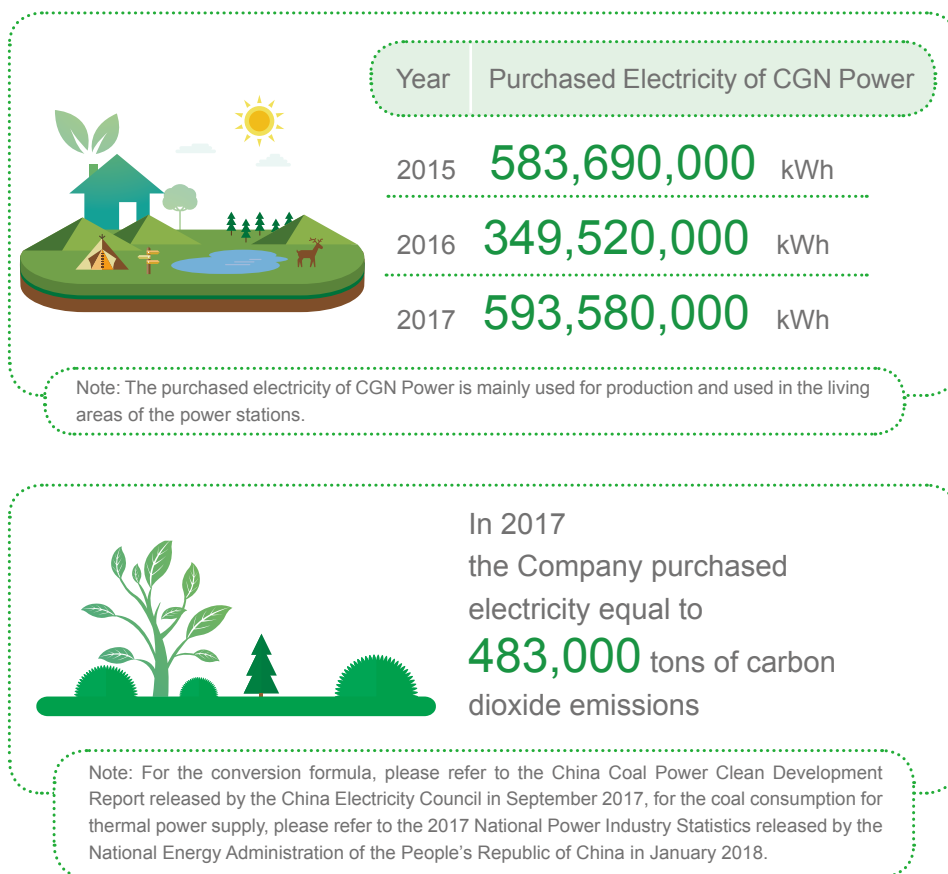 Year Purchased Electricity of CGN Power
2015 583,690,000 kWh
2016 349,520,000 kWh
2017 593,580,000 kWh
Note: The purchased electricity of CGN Power is mainly used for production and used in the living
areas of the power stations.
In 2017
the Company purchased
electricity equal to
483,000 tons of carbon
dioxide emissions
Note: For the conversion formula, please refer to the China Coal Power Clean Development
Report released by the China Electricity Council in September 2017, for the coal consumption for
thermal power supply, please refer to the 2017 National Power Industry Statistics released by the
National Energy Administration of the People's Republic of China in January 2018.